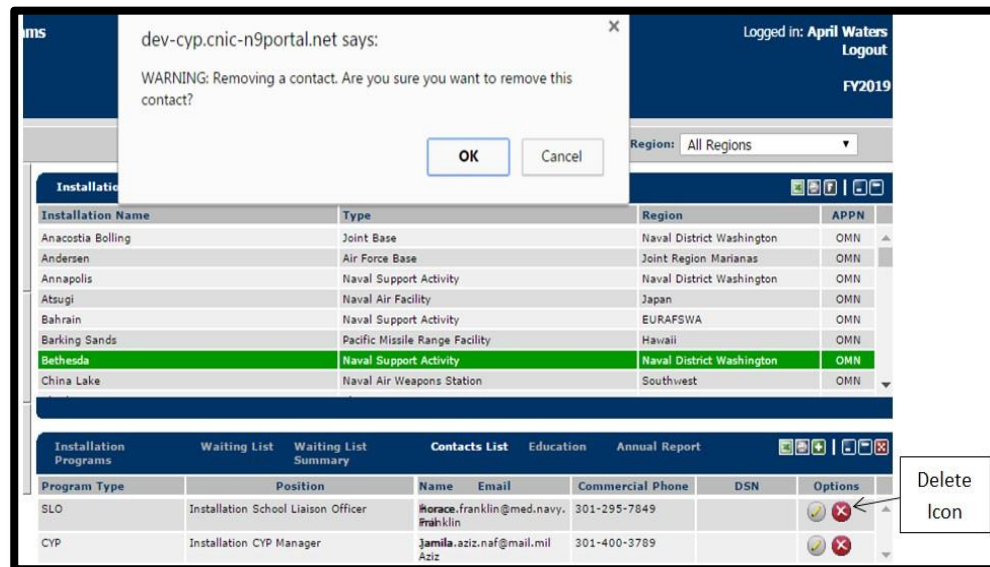 ms
dev-cyp.cnic-n9portal.net says:
WARNING: Removing a contact. Are you sure you want to remove this
contact?
OK Cancel
Logged in: April Waters
Logout
FY2019
Region: All Regions
Installatio
Installation Name Type Region APPN
Anacostia Bolling Joint Base Naval District Washington OMN
Andersen Air Force Base Joint Region Marianas OMN
Annapolis Naval Support Activity Naval District Washington OMN
Atsugi Naval Air Facility Japan OMN
Bahrain Naval Support Activity EURAFSWA OMN
Barking Sands Pacific Missile Range Facility Hawaii OMN
Bethesda Naval Support Activity Naval District Washington OMN
China Lake Naval Air Weapons Station Southwest OMN
Installation Programs Waiting List Waiting List Summary Contacts List Education Annual Report
Program Type Position Name Email Commercial Phone DSN Options
SLO Installation School Liaison Officer .franklin@med.navy. 301-295-7849
CYP Installation CYP Manager .aziz.naf@mail.mil 301-400-3789
Aziz
Delete
Icon